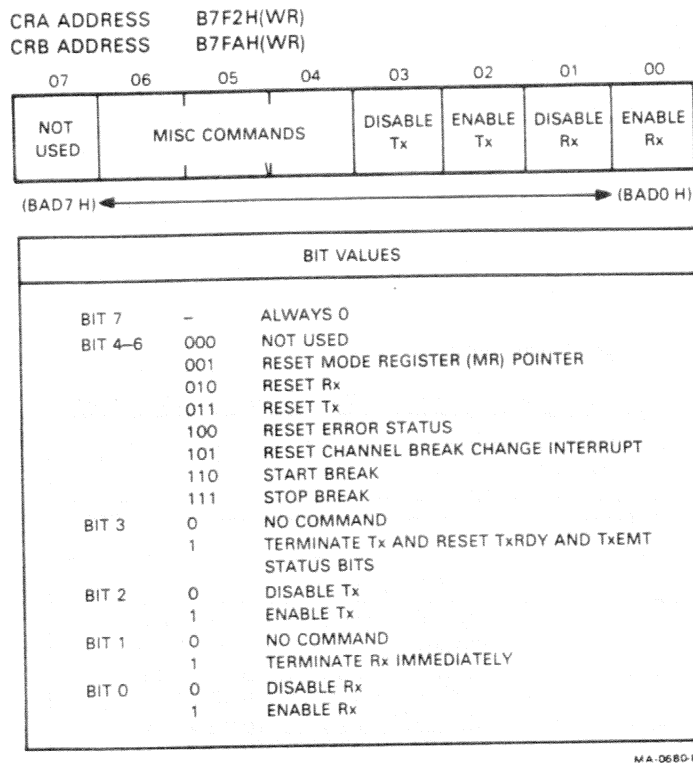 CRA ADDRESS B7F2H(WR)
CRB ADDRESS B7FAH(WR)
07 06 05 04 03 02 01 00
NOT USED MISC COMMANDS DISABLE Tx ENABLE Tx DISABLE Rx ENABLE Rx
(BAD7 H) (BAD0 H)
BIT VALUES
BIT 7 – ALWAYS 0
BIT 4–6 000 NOT USED
001 RESET MODE REGISTER (MR) POINTER
010 RESET Rx
011 RESET Tx
100 RESET ERROR STATUS
101 RESET CHANNEL BREAK CHANGE INTERRUPT
110 START BREAK
111 STOP BREAK
BIT 3 0 NO COMMAND
1 TERMINATE Tx AND RESET TxRDY AND TxEMT
STATUS BITS
BIT 2 0 DISABLE Tx
1 ENABLE Tx
BIT 1 0 NO COMMAND
1 TERMINATE Rx IMMEDIATELY
BIT 0 0 DISABLE Rx
1 ENABLE Rx